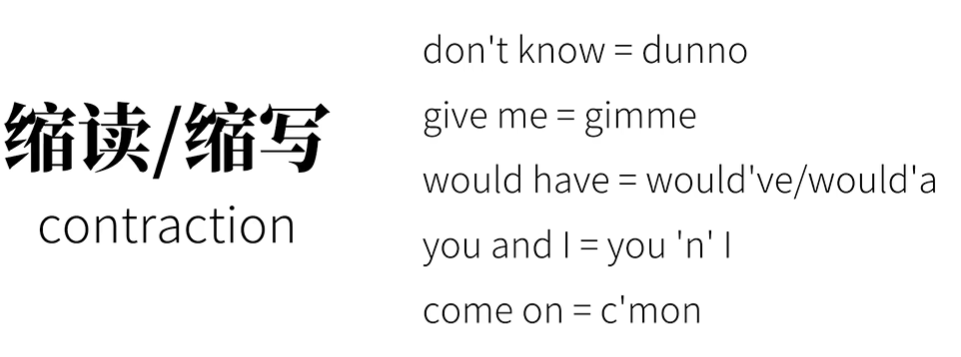 缩读/缩写
contraction
don't know = dunno
give me = gimme
would have = would've/would'a
you and I = you 'n' I
come on = c'mon